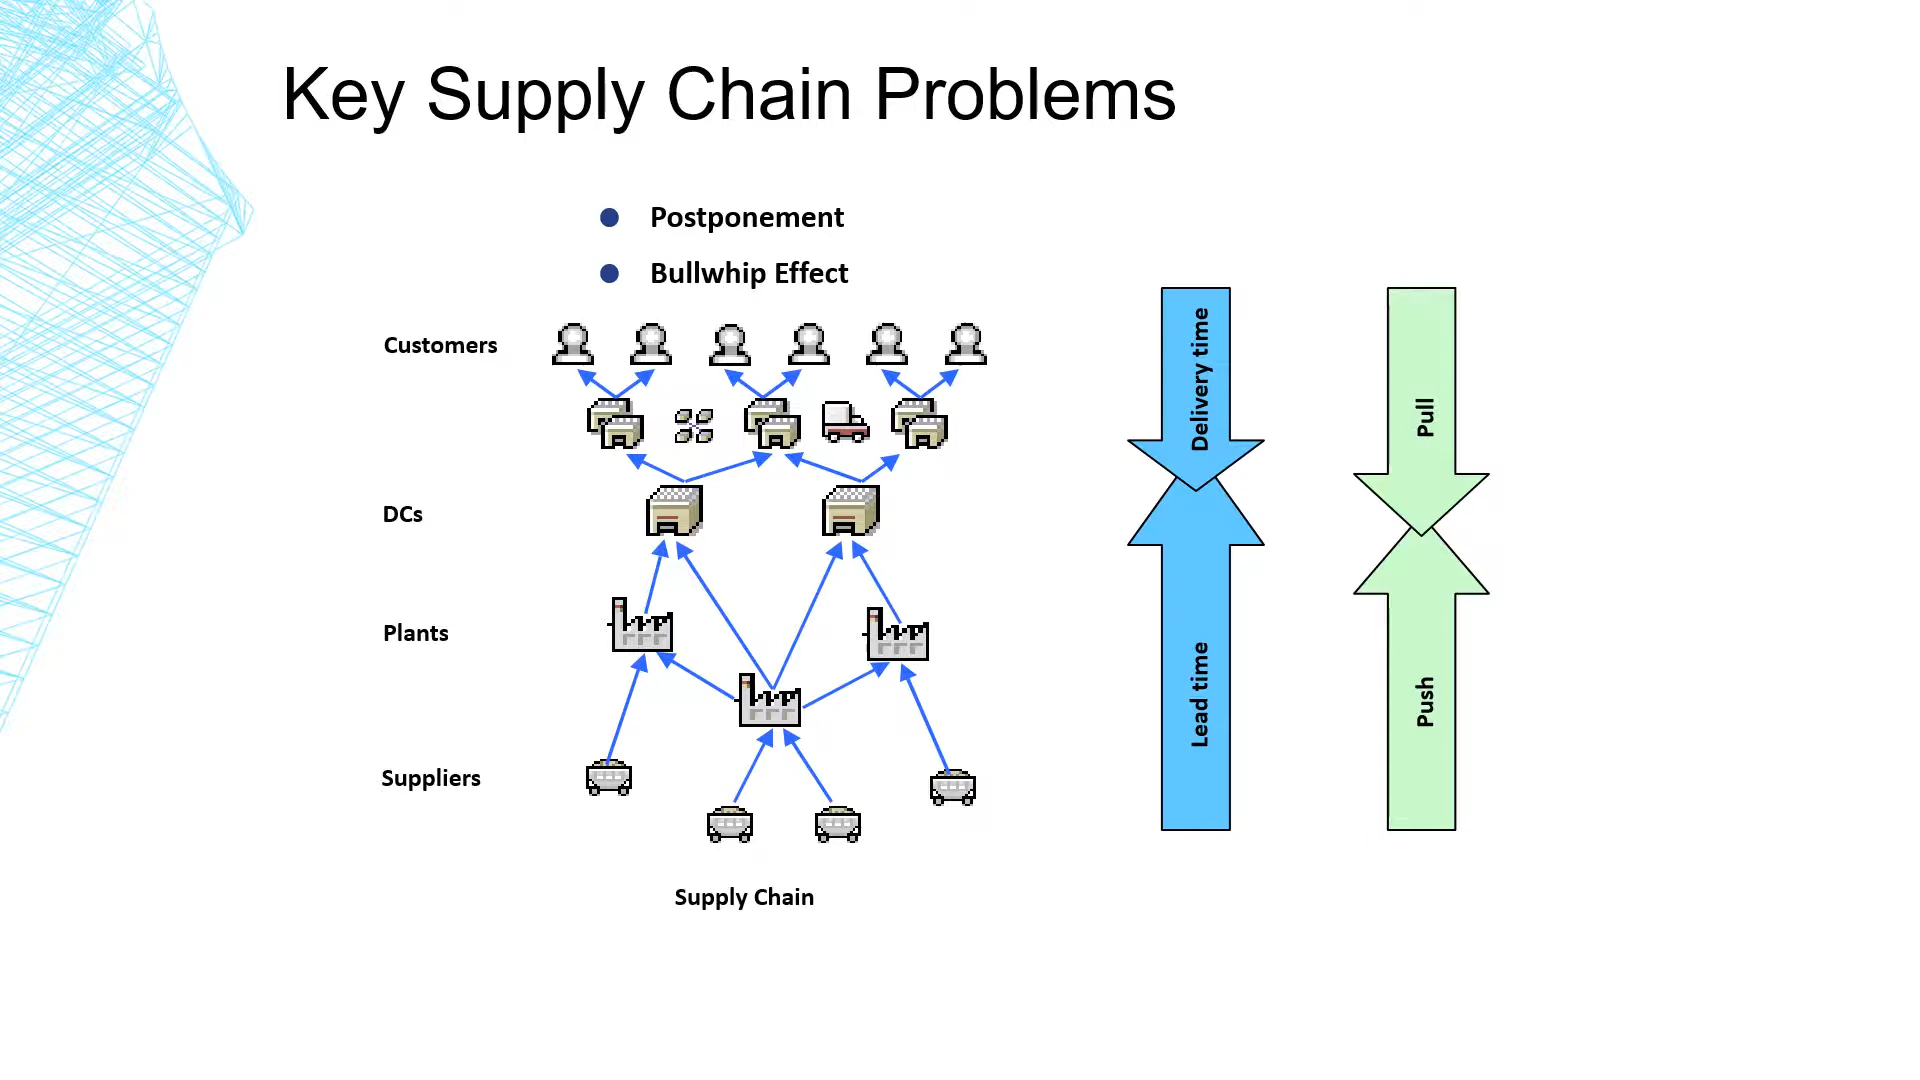 Key Supply Chain Problems
Postponement
Bullwhip Effect
Customers
DCs
Plants
Suppliers
Supply Chain
Delivery time
Lead time
Pull
Push